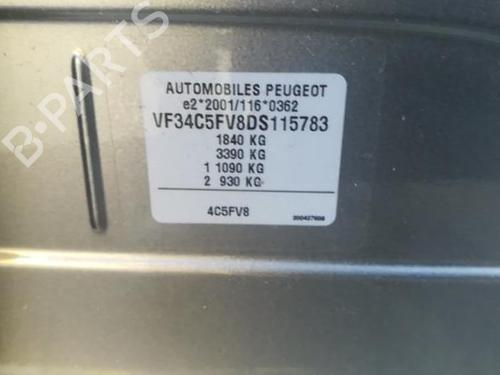 B-PARTS
AUTOMOBILES PEUGEOT
e2*2001/116*0362
VF34C5FV8DS115783
1840 KG
3390 KG
1 1090 KG
2 930 KG
4C5FV8